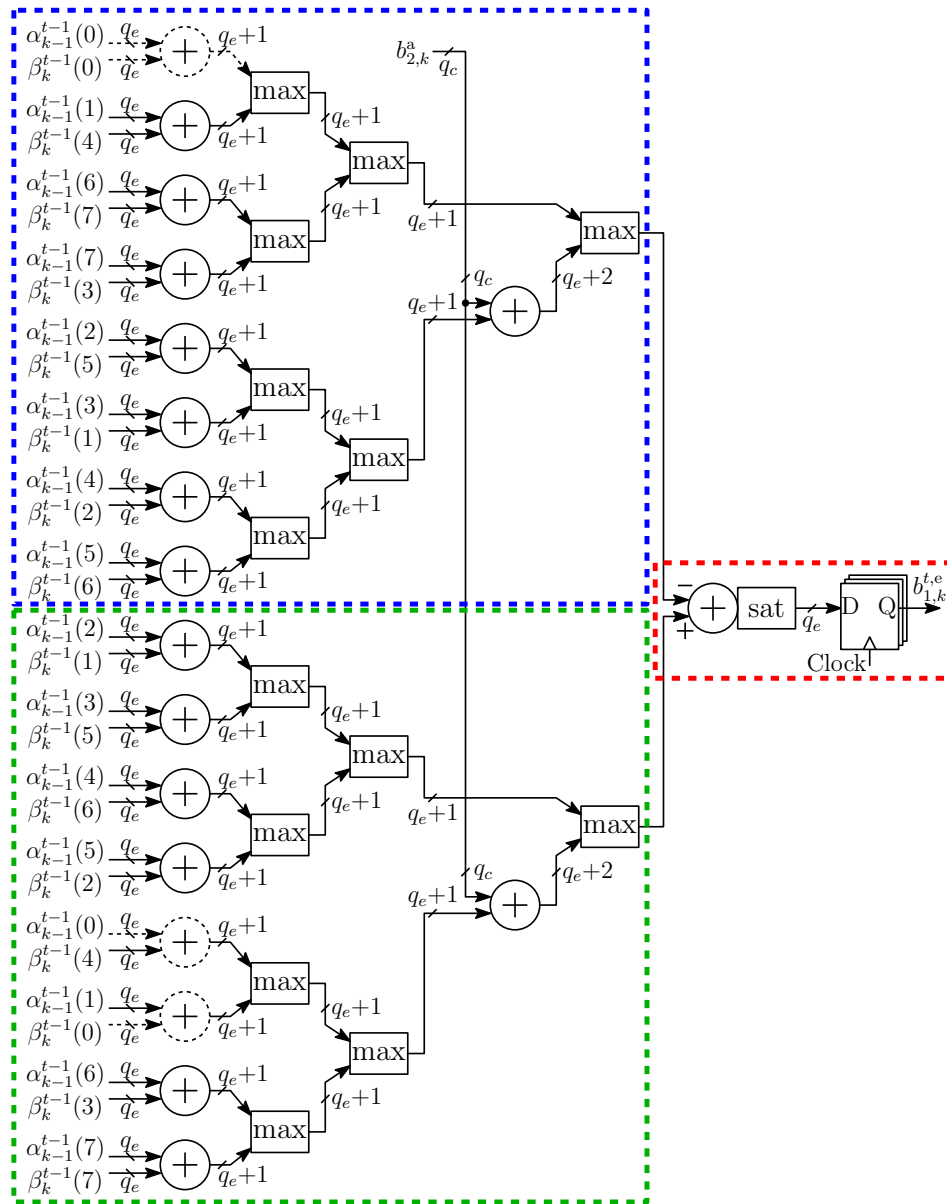 α_{k−1}^{t-1}(0) q_e
β_k^{t-1}(0) q_e
+
q_e+1
α_{k−1}^{t-1}(1) q_e
β_k^{t-1}(4) q_e
+
q_e+1
max
q_e+1
α_{k−1}^{t-1}(6) q_e
β_k^{t-1}(7) q_e
+
q_e+1
α_{k−1}^{t-1}(7) q_e
β_k^{t-1}(3) q_e
+
q_e+1
max
q_e+1
max
q_e+1
b_{2,k}^a
q_c
α_{k−1}^{t-1}(2) q_e
β_k^{t-1}(5) q_e
+
q_e+1
α_{k−1}^{t-1}(3) q_e
β_k^{t-1}(1) q_e
+
q_e+1
max
q_e+1
α_{k−1}^{t-1}(4) q_e
β_k^{t-1}(2) q_e
+
q_e+1
α_{k−1}^{t-1}(5) q_e
β_k^{t-1}(6) q_e
+
q_e+1
max
q_e+1
max
q_e+1
q_c
+
q_e+2
max
α_{k−1}^{t-1}(2) q_e
β_k^{t-1}(1) q_e
+
q_e+1
α_{k−1}^{t-1}(3) q_e
β_k^{t-1}(5) q_e
+
q_e+1
max
q_e+1
α_{k−1}^{t-1}(4) q_e
β_k^{t-1}(6) q_e
+
q_e+1
α_{k−1}^{t-1}(5) q_e
β_k^{t-1}(2) q_e
+
q_e+1
max
q_e+1
max
q_e+1
α_{k−1}^{t-1}(0) q_e
β_k^{t-1}(4) q_e
+
q_e+1
α_{k−1}^{t-1}(1) q_e
β_k^{t-1}(0) q_e
+
q_e+1
max
q_e+1
α_{k−1}^{t-1}(6) q_e
β_k^{t-1}(3) q_e
+
q_e+1
α_{k−1}^{t-1}(7) q_e
β_k^{t-1}(7) q_e
+
q_e+1
max
q_e+1
max
q_e+1
q_c
+
q_e+2
max
−
+
+
sat
q_e
D Q
Clock
b_{1,k}^{t,e}